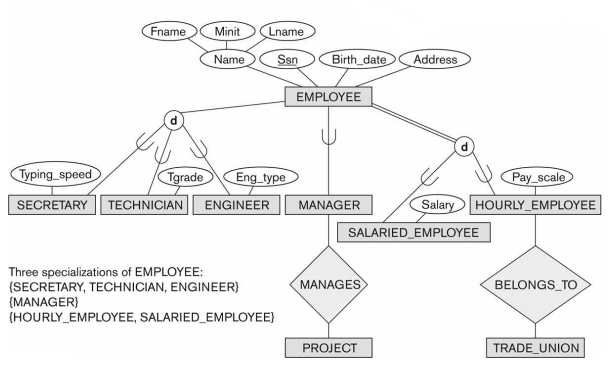 Fname
Minit
Lname
Name
Ssn
Birth_date
Address
EMPLOYEE
d
d
Typing_speed
Tgrade
Eng_type
Pay_scale
SECRETARY
TECHNICIAN
ENGINEER
MANAGER
Salary
HOURLY_EMPLOYEE
SALARIED_EMPLOYEE
Three specializations of EMPLOYEE:
{SECRETARY, TECHNICIAN, ENGINEER}
{MANAGER}
{HOURLY_EMPLOYEE, SALARIED_EMPLOYEE}
MANAGES
BELONGS_TO
PROJECT
TRADE_UNION